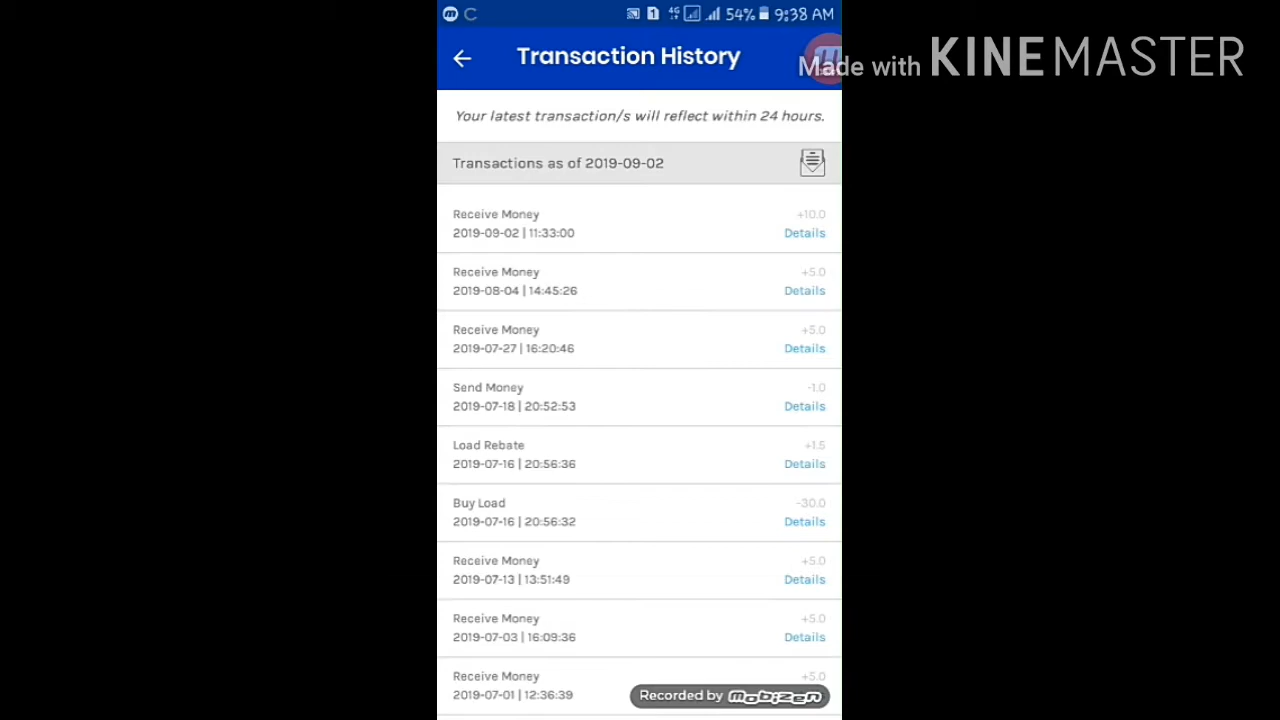 54% 9:38 AM
Transaction History
Made with KINEMASTER
Your latest transaction/s will reflect within 24 hours.
Transactions as of 2019-09-02
Receive Money +10.0
2019-09-02 | 11:33:00 Details
Receive Money +5.0
2019-08-04 | 14:45:26 Details
Receive Money +5.0
2019-07-27 | 16:20:46 Details
Send Money -1.0
2019-07-18 | 20:52:53 Details
Load Rebate +1.5
2019-07-16 | 20:56:36 Details
Buy Load -30.0
2019-07-16 | 20:56:32 Details
Receive Money +5.0
2019-07-13 | 13:51:49 Details
Receive Money +5.0
2019-07-03 | 16:09:36 Details
Receive Money +5.0
2019-07-01 | 12:36:39
Recorded by mobizen